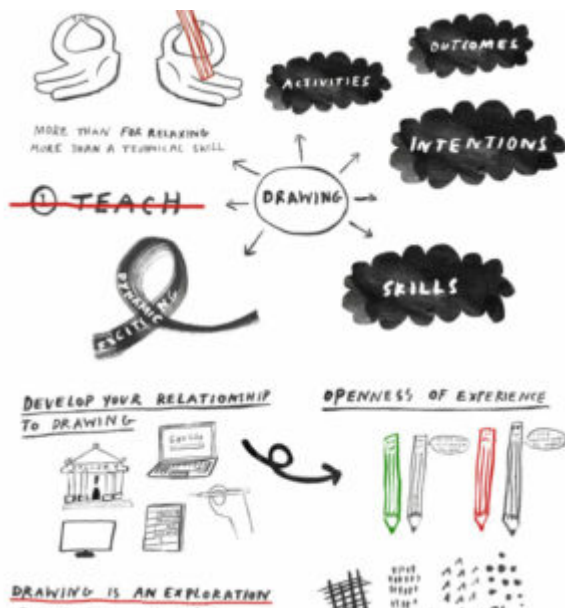 OUTCOMES
ACTIVITIES
MORE THAN FOR RELAXING
MORE THAN A TECHNICAL SKILL
INTENTIONS
① TEACH
DRAWING
DYNAMIC
EXCITING
SKILLS
DEVELOP YOUR RELATIONSHIP
TO DRAWING
OPENNESS OF EXPERIENCE
DRAWING IS AN EXPLORATION